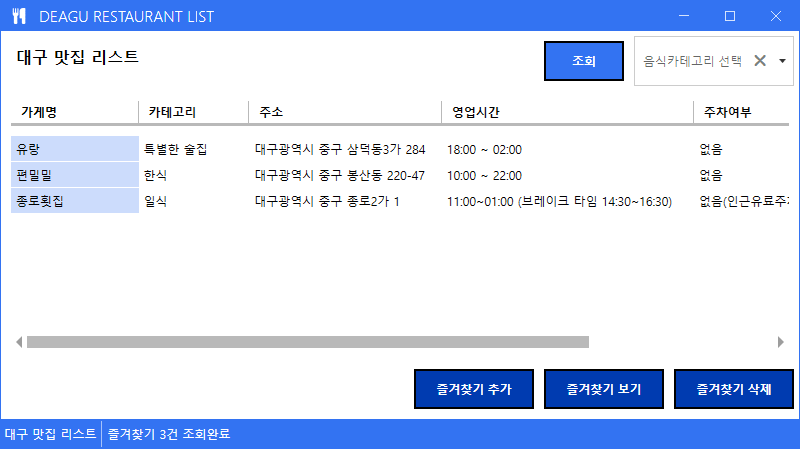 DEAGU RESTAURANT LIST
대구 맛집 리스트
조회
음식카테고리 선택
가게명 카테고리 주소 영업시간 주차여부
유랑 특별한 술집 대구광역시 중구 삼덕동3가 284 18:00 ~ 02:00 없음
편밀밀 한식 대구광역시 중구 봉산동 220-47 10:00 ~ 22:00 없음
종로횟집 일식 대구광역시 중구 종로2가 1 11:00~01:00 (브레이크 타임 14:30~16:30) 없음(인근유료주
즐겨찾기 추가 즐겨찾기 보기 즐겨찾기 삭제
대구 맛집 리스트 즐겨찾기 3건 조회완료